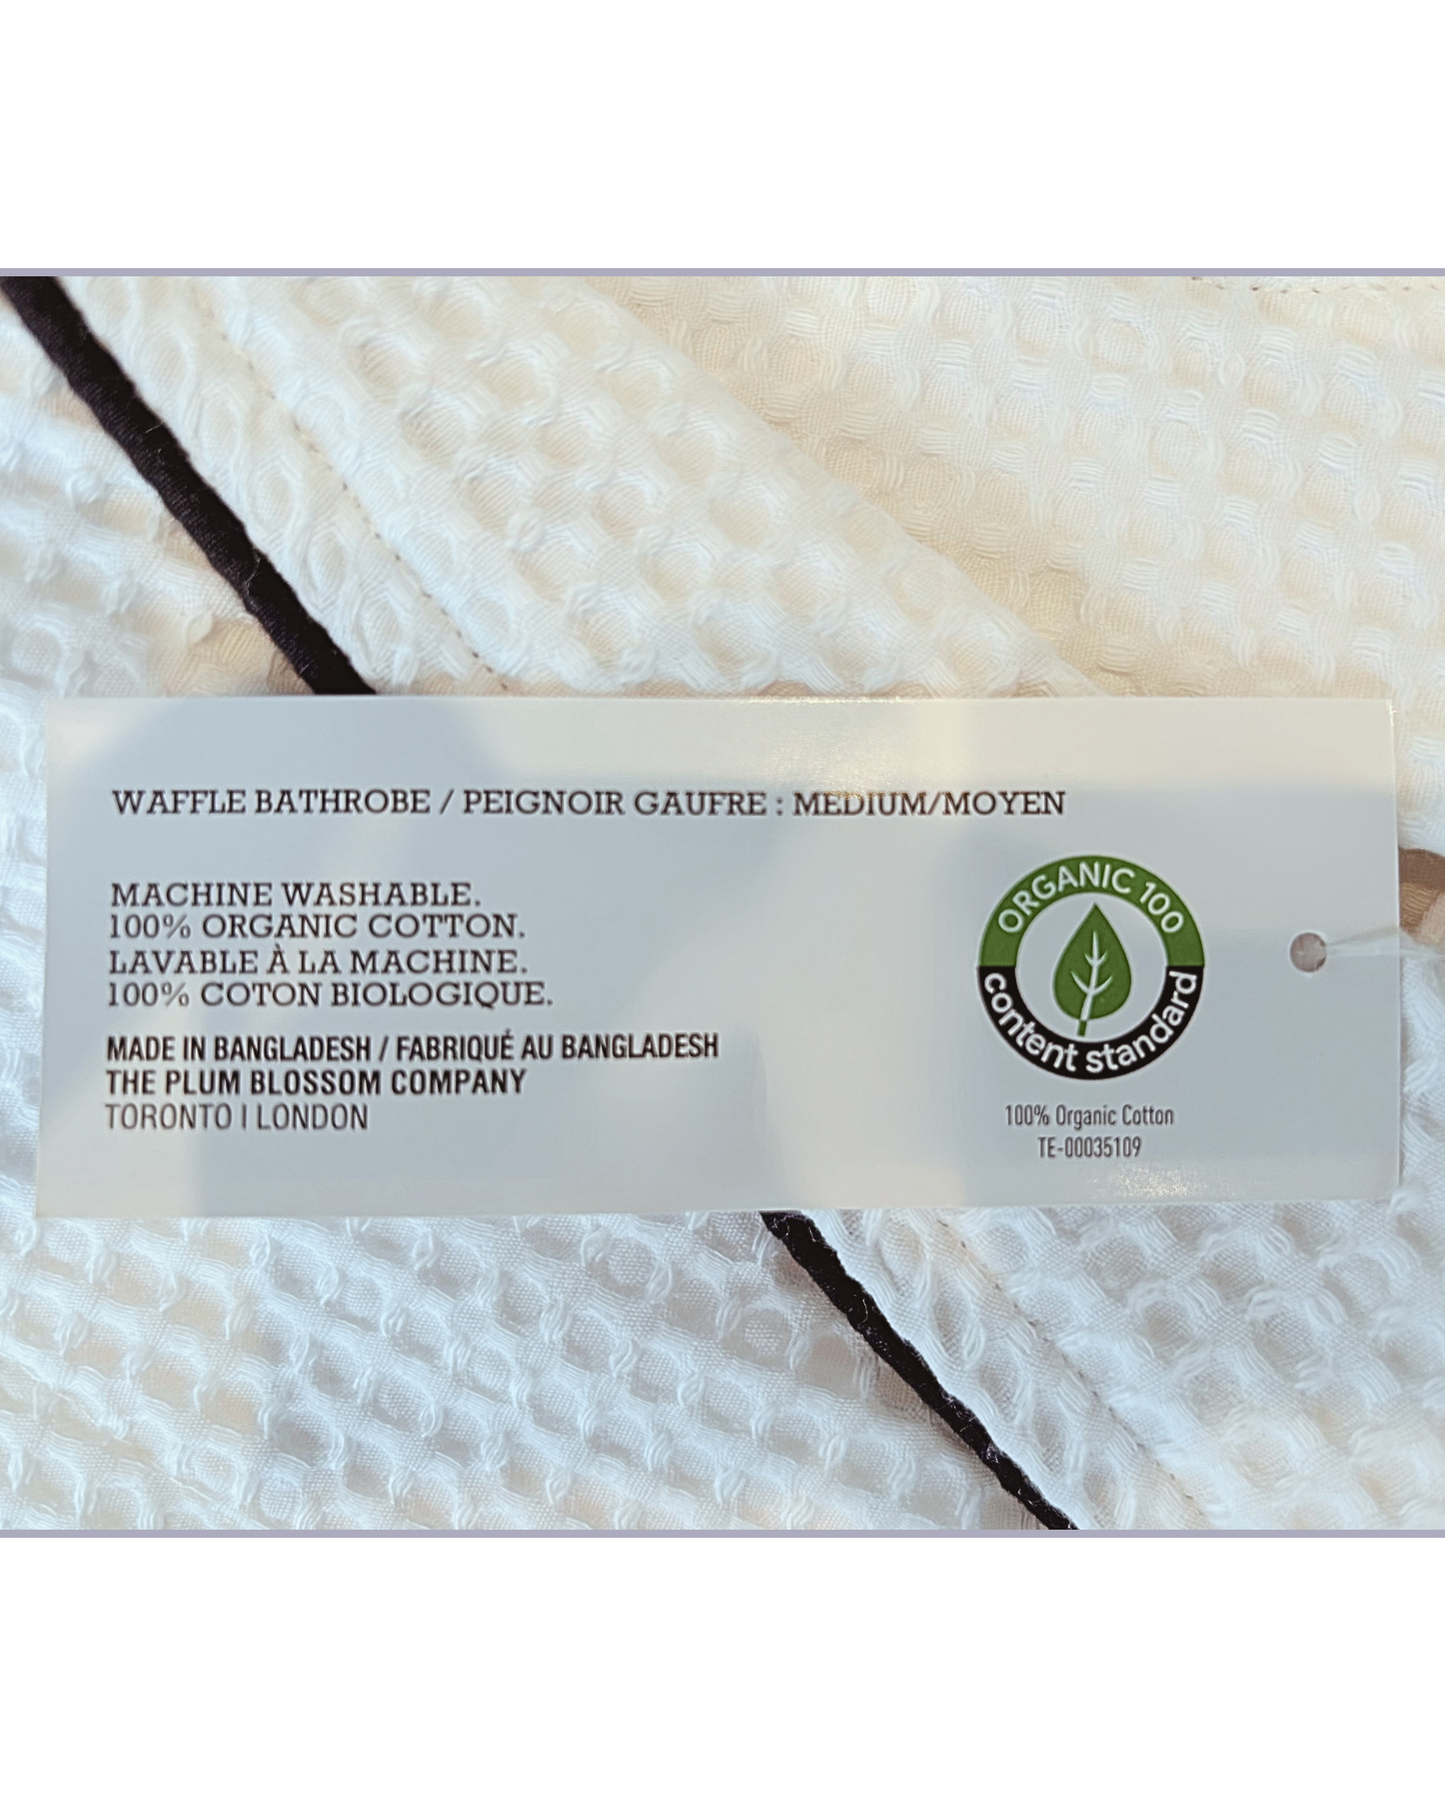 WAFFLE BATHROBE / PEIGNOIR GAUFRE : MEDIUM/MOYEN
MACHINE WASHABLE.
100% ORGANIC COTTON.
LAVABLE À LA MACHINE.
100% COTON BIOLOGIQUE.
MADE IN BANGLADESH / FABRIQUÉ AU BANGLADESH
THE PLUM BLOSSOM COMPANY
TORONTO | LONDON
ORGANIC 100
content standard
100% Organic Cotton
TE-00035109